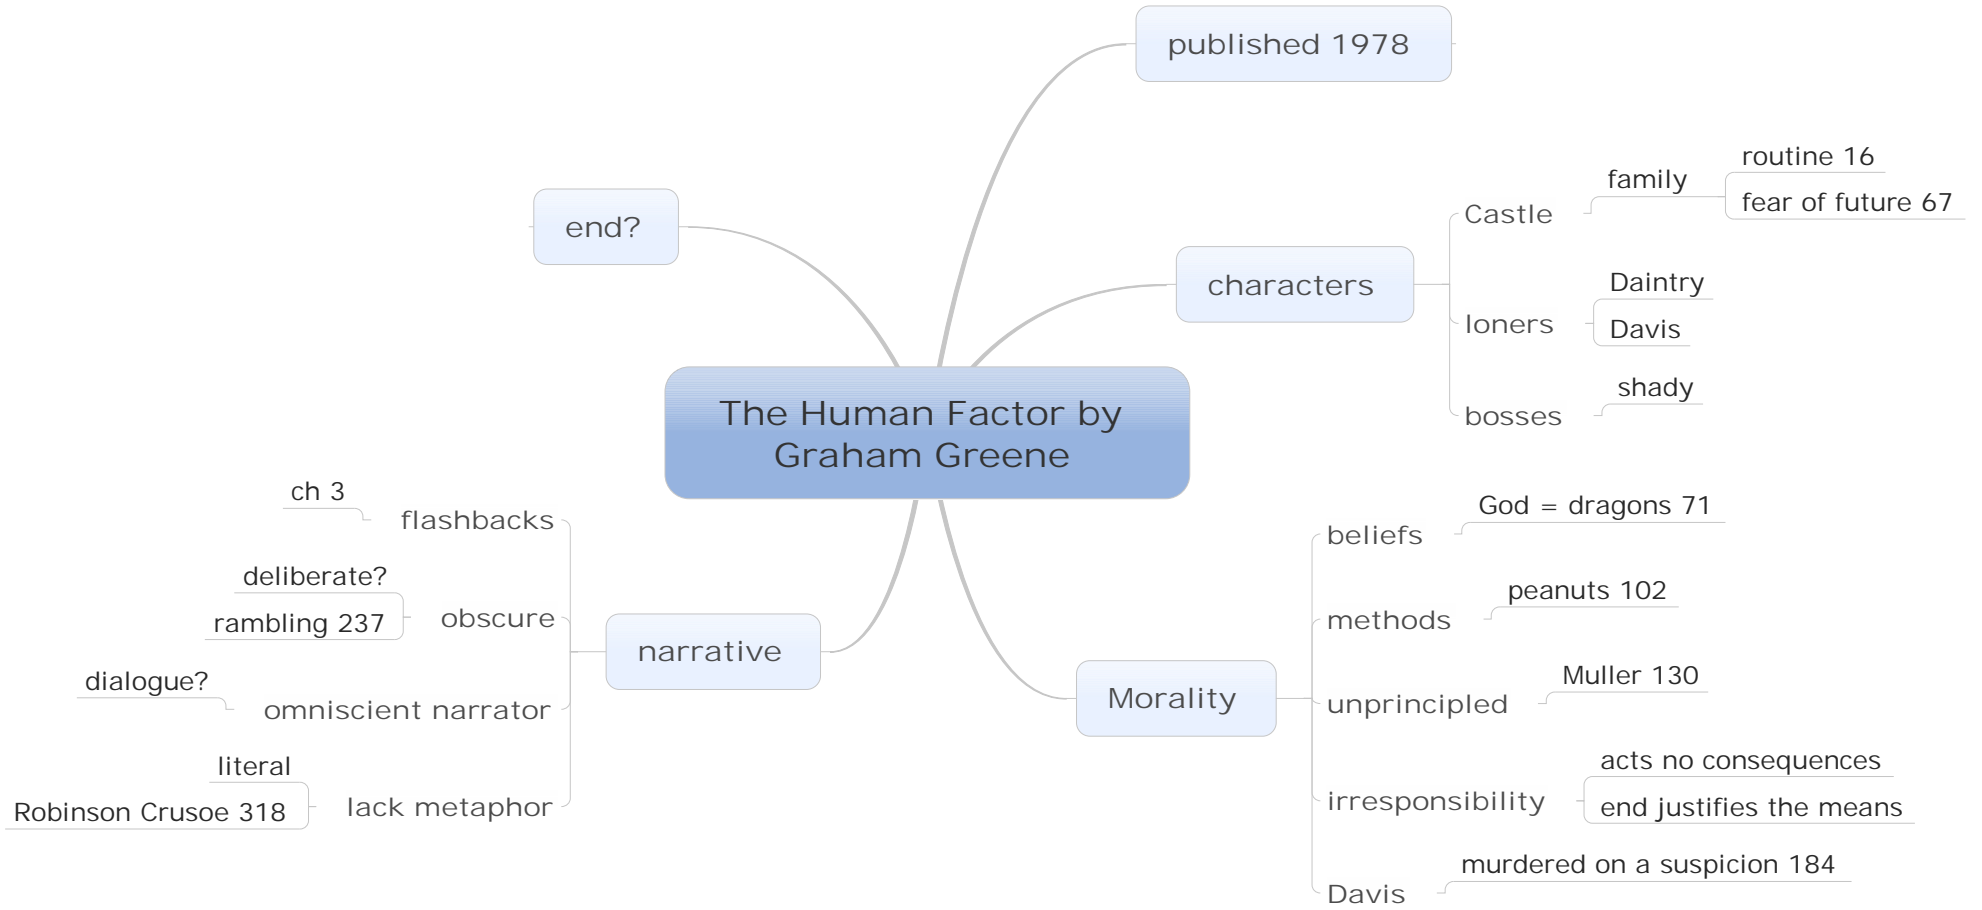 published 1978
end?
characters
Castle
family
routine 16
fear of future 67
loners
Daintry
Davis
bosses
shady
The Human Factor by
Graham Greene
narrative
flashbacks
ch 3
obscure
deliberate?
rambling 237
omniscient narrator
dialogue?
lack metaphor
literal
Robinson Crusoe 318
Morality
beliefs
God = dragons 71
methods
peanuts 102
unprincipled
Muller 130
irresponsibility
acts no consequences
end justifies the means
Davis
murdered on a suspicion 184